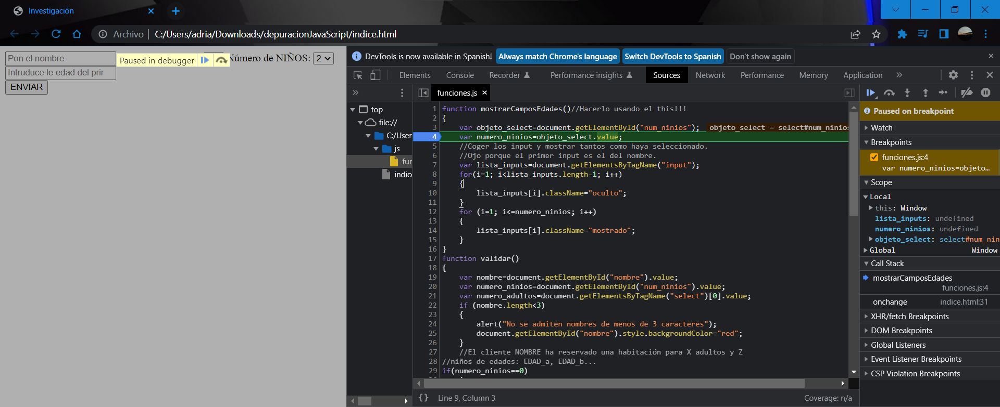 Investigación
Archivo | C:/Users/adria/Downloads/depuracionJavaScript/indice.html
Pon el nombre
Paused in debugger
Número de NIÑOS: 2
Introduce le edad del prir
ENVIAR
DevTools is now available in Spanish! Always match Chrome's language Switch DevTools to Spanish Don't show again
Elements Console Recorder Performance insights Sources Network Performance Memory Application
top
file://
C:/User
js
fur
indice
funciones.js
1 function mostrarCamposEdades()//Hacerlo usando el this!!!
2 {
3 var objeto_select=document.getElementById("num_ninios"); objeto_select = select#num_ninios
4 var numero_ninios=objeto_select.value;
5 //Coger los input y mostrar tantos como haya seleccionado.
6 //Ojo porque el primer input es el del nombre.
7 var lista_inputs=document.getElementsByTagName("input");
8 for(i=1; i<lista_inputs.length-1; i++)
9 {
10 lista_inputs[i].className="oculto";
11 }
12 for (i=1; i<=numero_ninios; i++)
13 {
14 lista_inputs[i].className="mostrado";
15 }
16 }
17 function validar()
18 {
19 var nombre=document.getElementById("nombre").value;
20 var numero_ninios=document.getElementById("num_ninios").value;
21 var numero_adultos=document.getElementsByTagName("select")[0].value;
22 if (nombre.length<3)
23 {
24 alert("No se admiten nombres de menos de 3 caracteres");
25 document.getElementById("nombre").style.backgroundColor="red";
26 }
27 //El cliente NOMBRE ha reservado una habitación para X adultos y Z
28 //niños de edades: EDAD_a, EDAD_b...
29 if(numero_ninios==0)
{} Line 9, Column 3
Coverage: n/a
Paused on breakpoint
Watch
Breakpoints
funciones.js:4
var numero_ninios=objeto…
Scope
Local
this: Window
lista_inputs: undefined
numero_ninios: undefined
objeto_select: select#num_nin
Global Window
Call Stack
mostrarCamposEdades
funciones.js:4
onchange indice.html:31
XHR/fetch Breakpoints
DOM Breakpoints
Global Listeners
Event Listener Breakpoints
CSP Violation Breakpoints